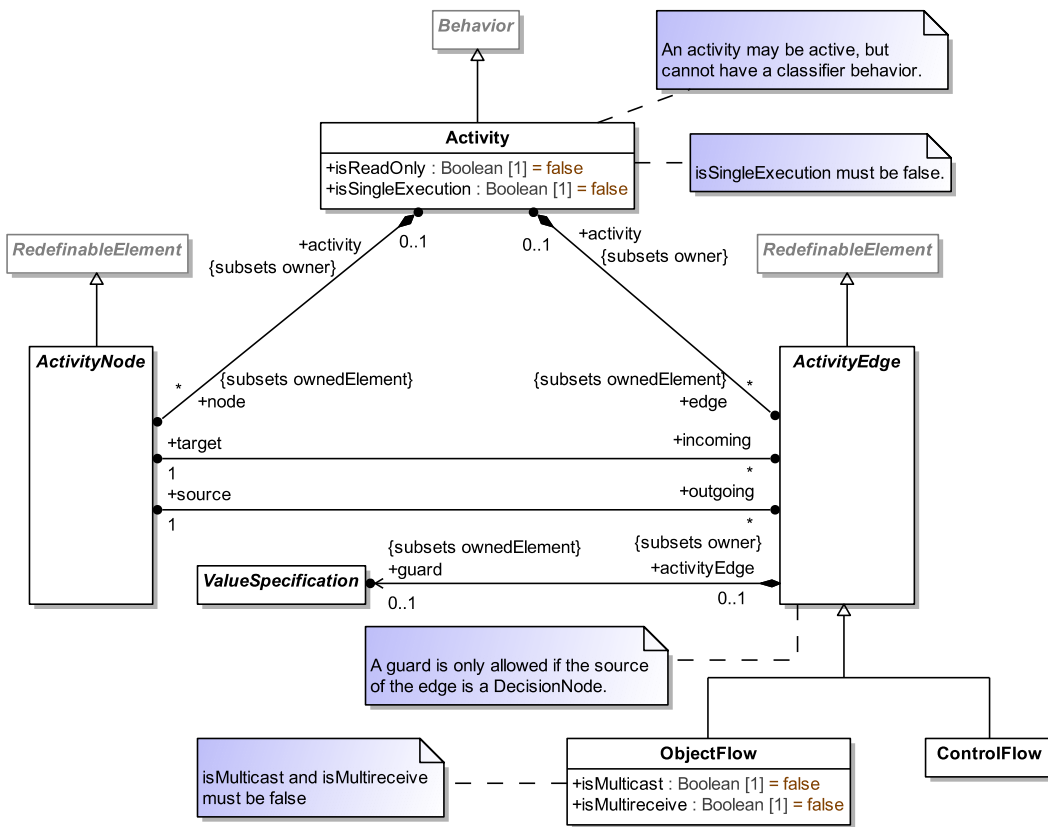 Behavior
An activity may be active, but
cannot have a classifier behavior.
Activity
+isReadOnly : Boolean [1] = false
+isSingleExecution : Boolean [1] = false
isSingleExecution must be false.
+activity
0..1
{subsets owner}
0..1
+activity
{subsets owner}
RedefinableElement
RedefinableElement
ActivityNode
ActivityEdge
*
{subsets ownedElement}
+node
{subsets ownedElement}
*
+edge
+target
1
+incoming
*
+source
1
+outgoing
*
{subsets ownedElement}
+guard
0..1
{subsets owner}
+activityEdge
0..1
ValueSpecification
A guard is only allowed if the source
of the edge is a DecisionNode.
isMulticast and isMultireceive
must be false
ObjectFlow
+isMulticast : Boolean [1] = false
+isMultireceive : Boolean [1] = false
ControlFlow